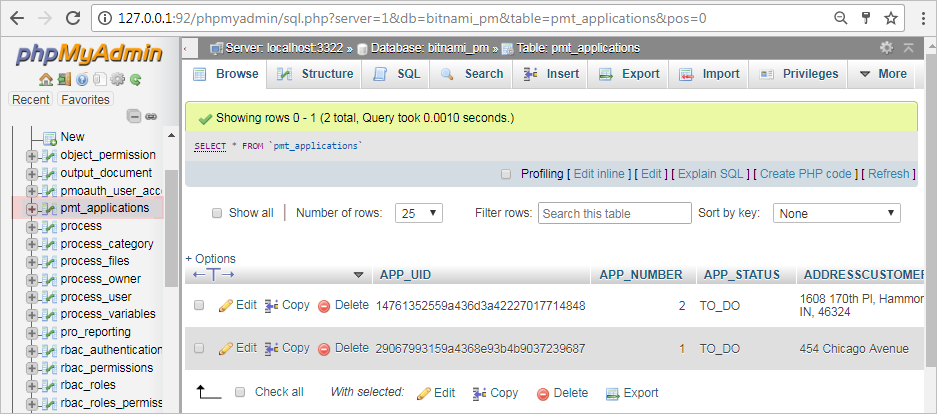 127.0.0.1:92/phpmyadmin/sql.php?server=1&db=bitnami_pm&table=pmt_applications&pos=0
phpMyAdmin
Recent Favorites
New
object_permission
output_document
pmoauth_user_acc
pmt_applications
process
process_category
process_files
process_owner
process_user
process_variables
pro_reporting
rbac_authentication
rbac_permissions
rbac_roles
rbac_roles_permiss
Server: localhost:3322 » Database: bitnami_pm » Table: pmt_applications
Browse Structure SQL Search Insert Export Import Privileges More
Showing rows 0 - 1 (2 total, Query took 0.0010 seconds.)
SELECT * FROM `pmt_applications`
Profiling [ Edit inline ] [ Edit ] [ Explain SQL ] [ Create PHP code ] [ Refresh ]
Show all | Number of rows: 25 Filter rows: Search this table Sort by key: None
+ Options
←T→ APP_UID APP_NUMBER APP_STATUS ADDRESSCUSTOMER
Edit Copy Delete 14761352559a436d3a42227017714848 2 TO_DO 1608 170th Pl, Hammon
IN, 46324
Edit Copy Delete 29067993159a4368e93b4b9037239687 1 TO_DO 454 Chicago Avenue
Check all With selected: Edit Copy Delete Export